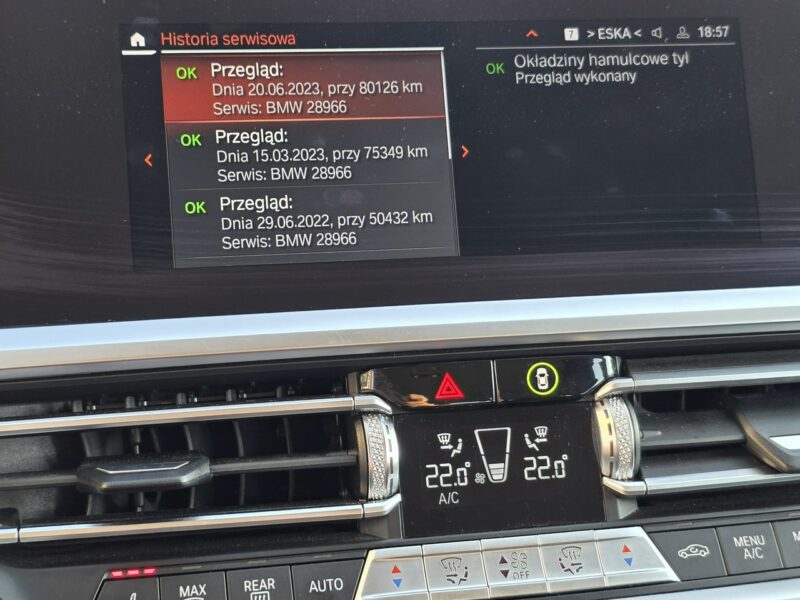 Historia serwisowa
7 >ESKA< 18:57
OK Przegląd:
Dnia 20.06.2023, przy 80126 km
Serwis: BMW 28966
OK Przegląd:
Dnia 15.03.2023, przy 75349 km
Serwis: BMW 28966
OK Przegląd:
Dnia 29.06.2022, przy 50432 km
Serwis: BMW 28966
OK Okładziny hamulcowe tył
Przegląd wykonany
22.0° 22.0°
A/C
MAX
REAR
AUTO
OFF
MENU
A/C